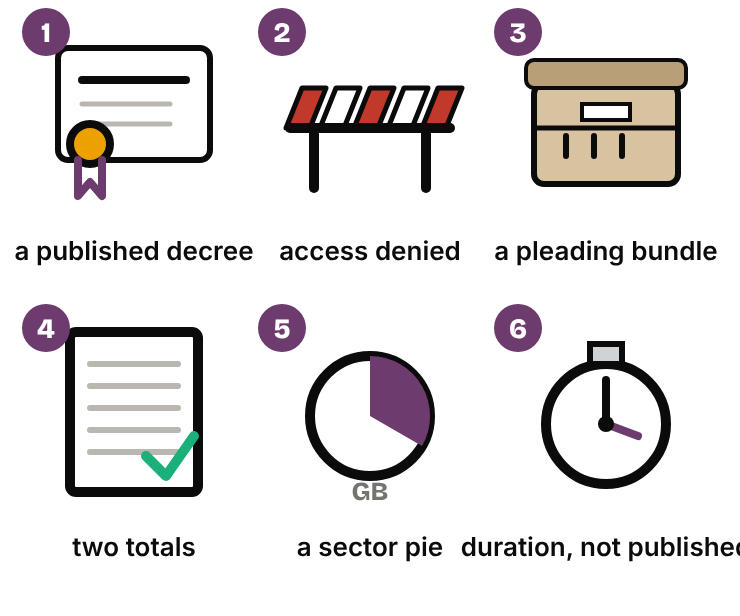 1
2
3
a published decree
access denied
a pleading bundle
4
5
6
GB
two totals
a sector pie
duration, not published